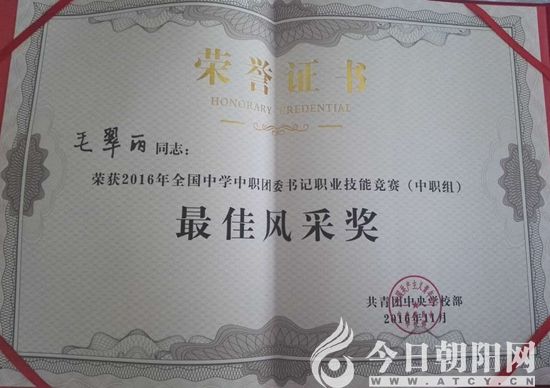 荣誉证书
HONORARY CREDENTIAL
毛翠丽同志:
荣获2016年全国中学中职团委书记职业技能竞赛(中职组)
最佳风采奖
共青团中央学校部
2016年11月
今日朝阳网
WWW.ATCY.CN